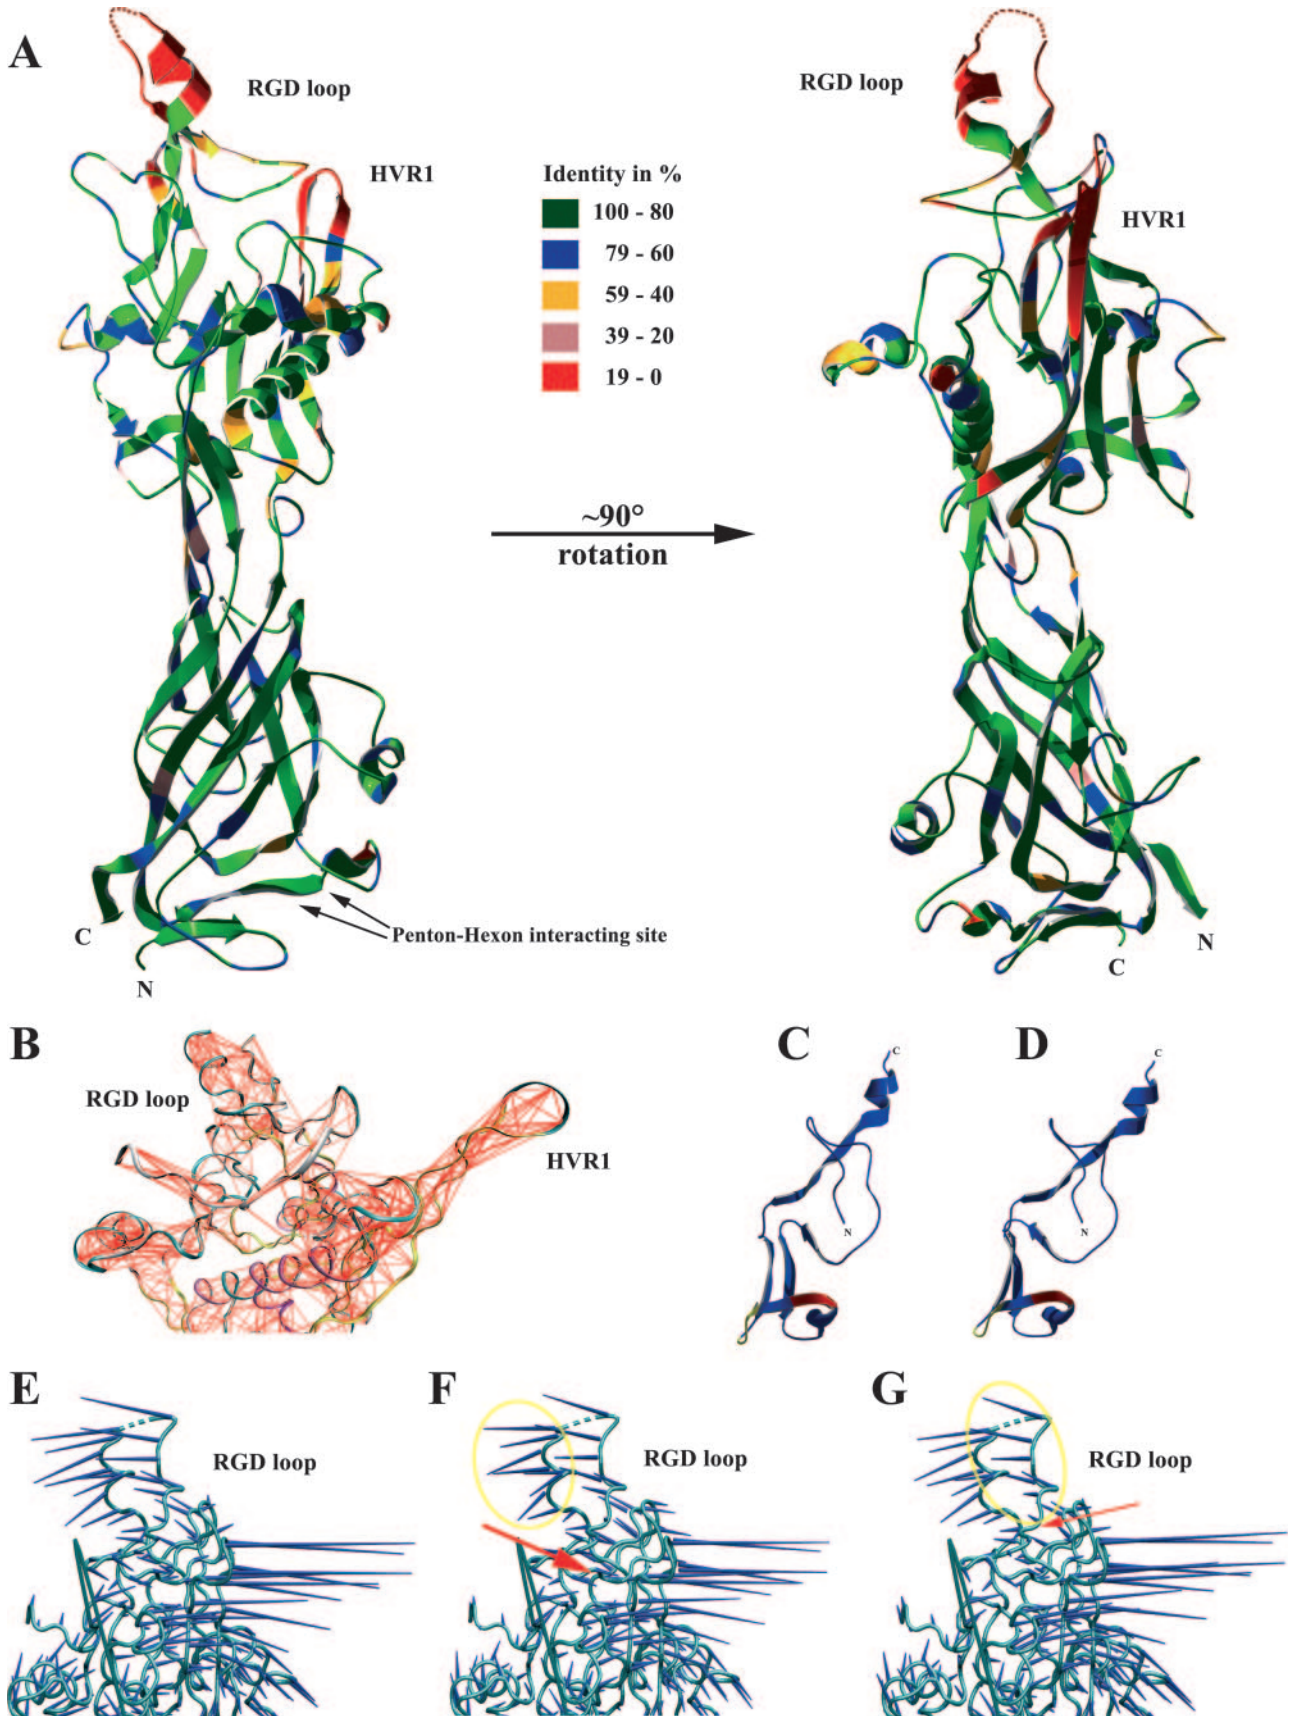 A
RGD loop
HVR1
Identity in %
100 - 80
79 - 60
59 - 40
39 - 20
19 - 0
RGD loop
HVR1
~90°
rotation
C
N
Penton-Hexon interacting site
N
C
B
RGD loop
HVR1
C
C
N
D
C
N
E
RGD loop
F
RGD loop
G
RGD loop